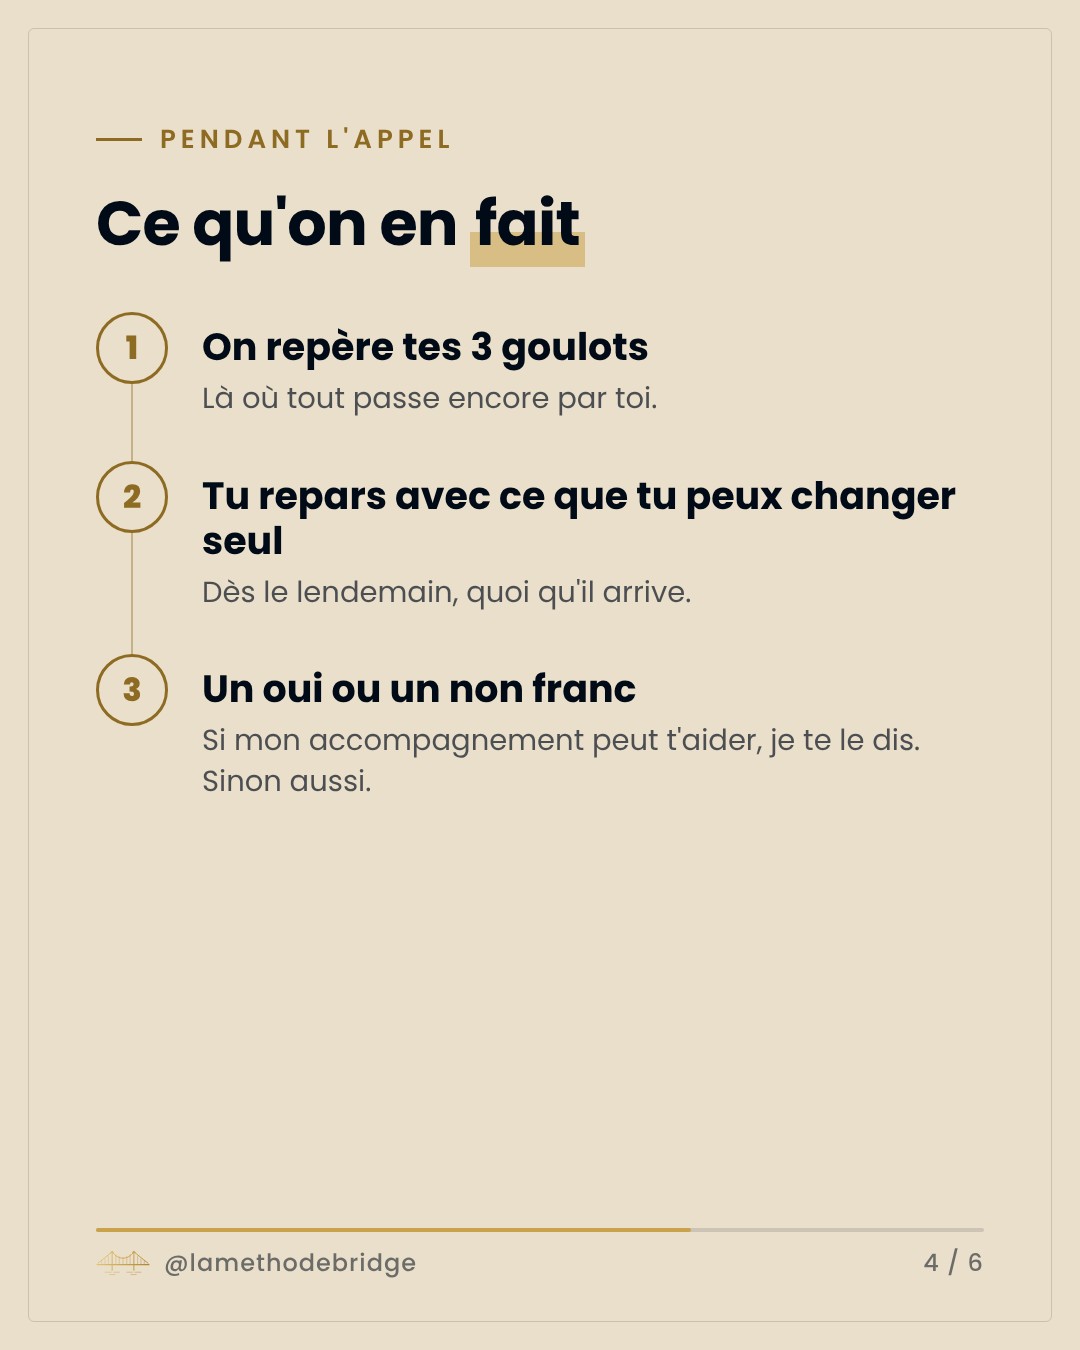 PENDANT L'APPEL
Ce qu'on en fait
1
On repère tes 3 goulots
Là où tout passe encore par toi.
2
Tu repars avec ce que tu peux changer
seul
Dès le lendemain, quoi qu'il arrive.
3
Un oui ou un non franc
Si mon accompagnement peut t'aider, je te le dis.
Sinon aussi.
@lamethodebridge
4 / 6